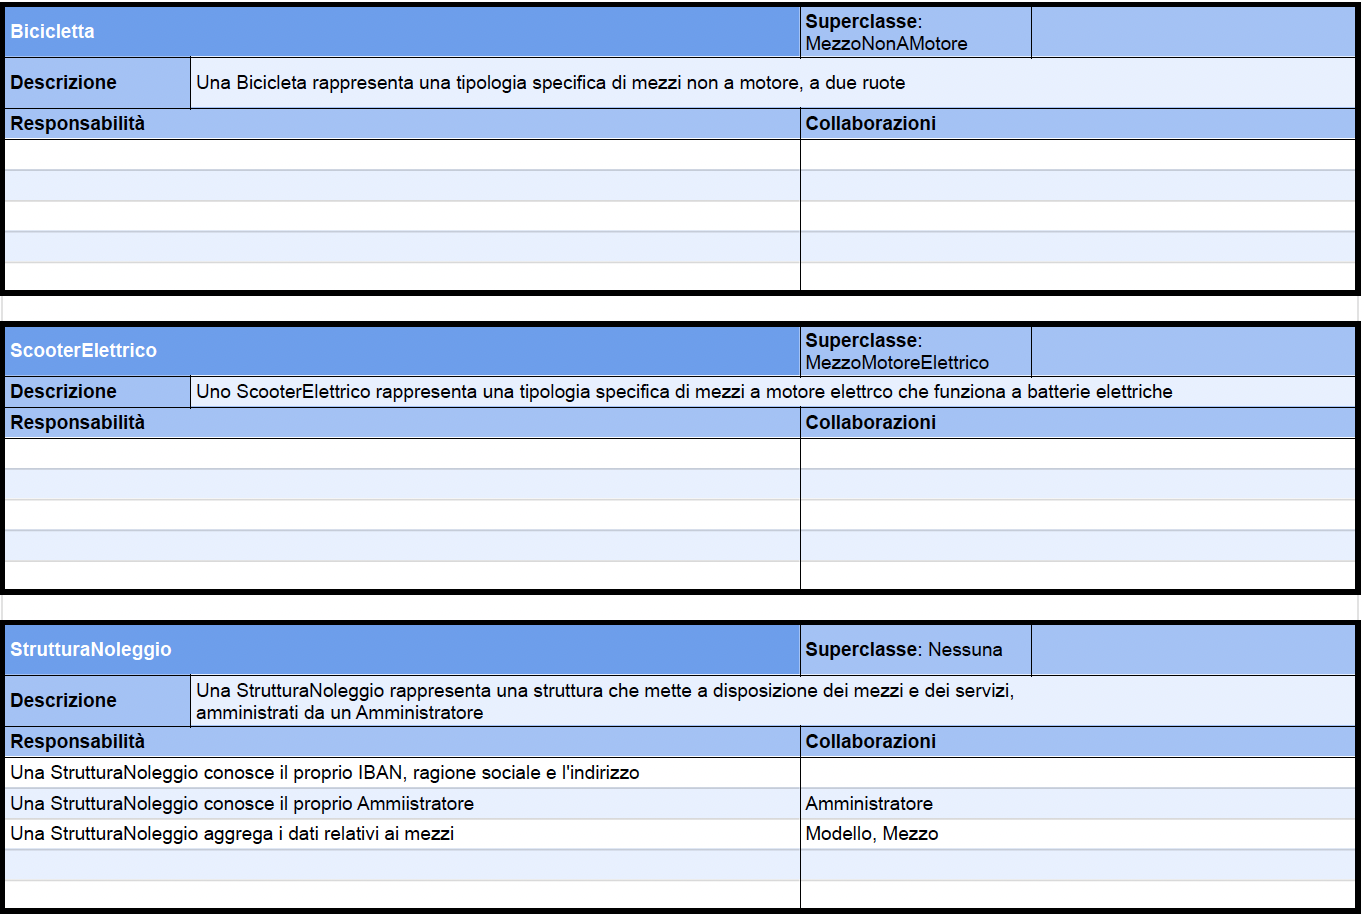 Bicicletta
Superclasse:
MezzoNonAMotore
Descrizione
Una Bicicleta rappresenta una tipologia specifica di mezzi non a motore, a due ruote
Responsabilità
Collaborazioni
ScooterElettrico
Superclasse:
MezzoMotoreElettrico
Descrizione
Uno ScooterElettrico rappresenta una tipologia specifica di mezzi a motore elettrco che funziona a batterie elettriche
Responsabilità
Collaborazioni
StrutturaNoleggio
Superclasse: Nessuna
Descrizione
Una StrutturaNoleggio rappresenta una struttura che mette a disposizione dei mezzi e dei servizi,
amministrati da un Amministratore
Responsabilità
Collaborazioni
Una StrutturaNoleggio conosce il proprio IBAN, ragione sociale e l'indirizzo
Una StrutturaNoleggio conosce il proprio Ammiistratore
Amministratore
Una StrutturaNoleggio aggrega i dati relativi ai mezzi
Modello, Mezzo